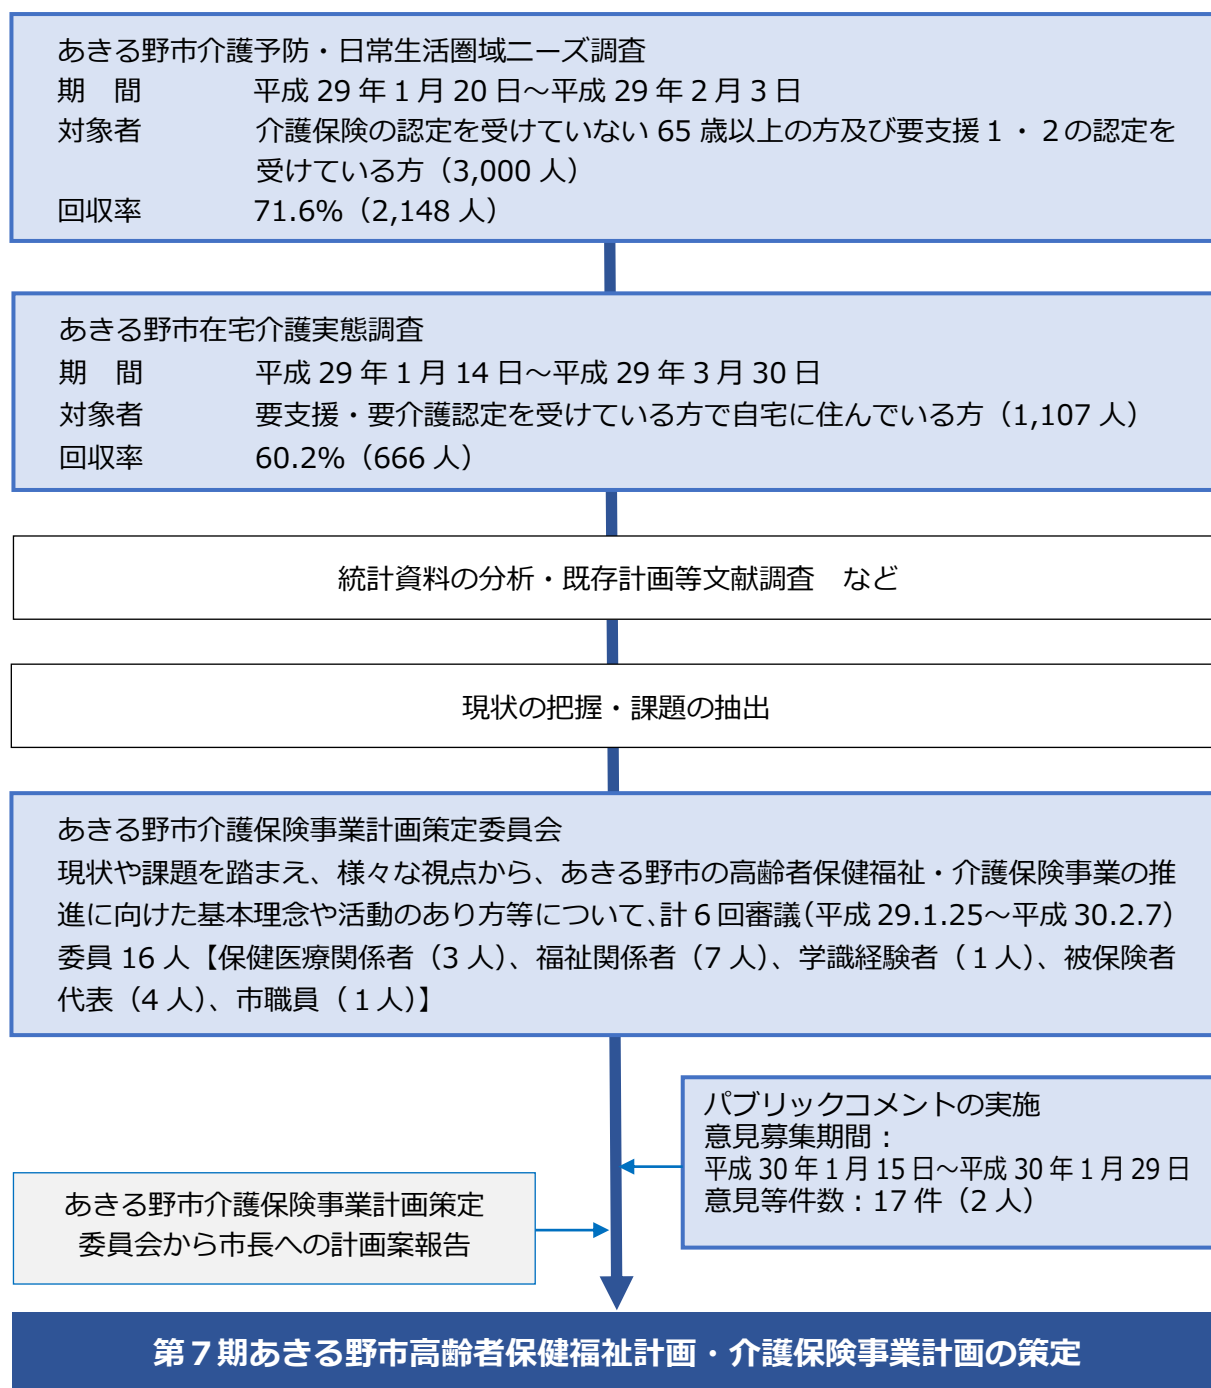 あきる野市介護予防・日常生活圏域ニーズ調査
期　間　平成 29 年 1 月 20 日～平成 29 年 2 月 3 日
対象者　介護保険の認定を受けていない 65 歳以上の方及び要支援１・２の認定を
受けている方（3,000 人）
回収率　71.6%（2,148 人）
あきる野市在宅介護実態調査
期　間　平成 29 年 1 月 14 日～平成 29 年 3 月 30 日
対象者　要支援・要介護認定を受けている方で自宅に住んでいる方（1,107 人）
回収率　60.2%（666 人）
統計資料の分析・既存計画等文献調査　など
現状の把握・課題の抽出
あきる野市介護保険事業計画策定委員会
現状や課題を踏まえ、様々な視点から、あきる野市の高齢者保健福祉・介護保険事業の推
進に向けた基本理念や活動のあり方等について、計６回審議（平成 29.1.25～平成 30.2.7）
委員 16 人【保健医療関係者（3 人）、福祉関係者（7 人）、学識経験者（１人）、被保険者
代表（4 人）、市職員（１人）】
パブリックコメントの実施
意見募集期間：
平成 30 年 1 月 15 日～平成 30 年 1 月 29 日
意見等件数：17 件（2 人）
あきる野市介護保険事業計画策定
委員会から市長への計画案報告
第７期あきる野市高齢者保健福祉計画・介護保険事業計画の策定